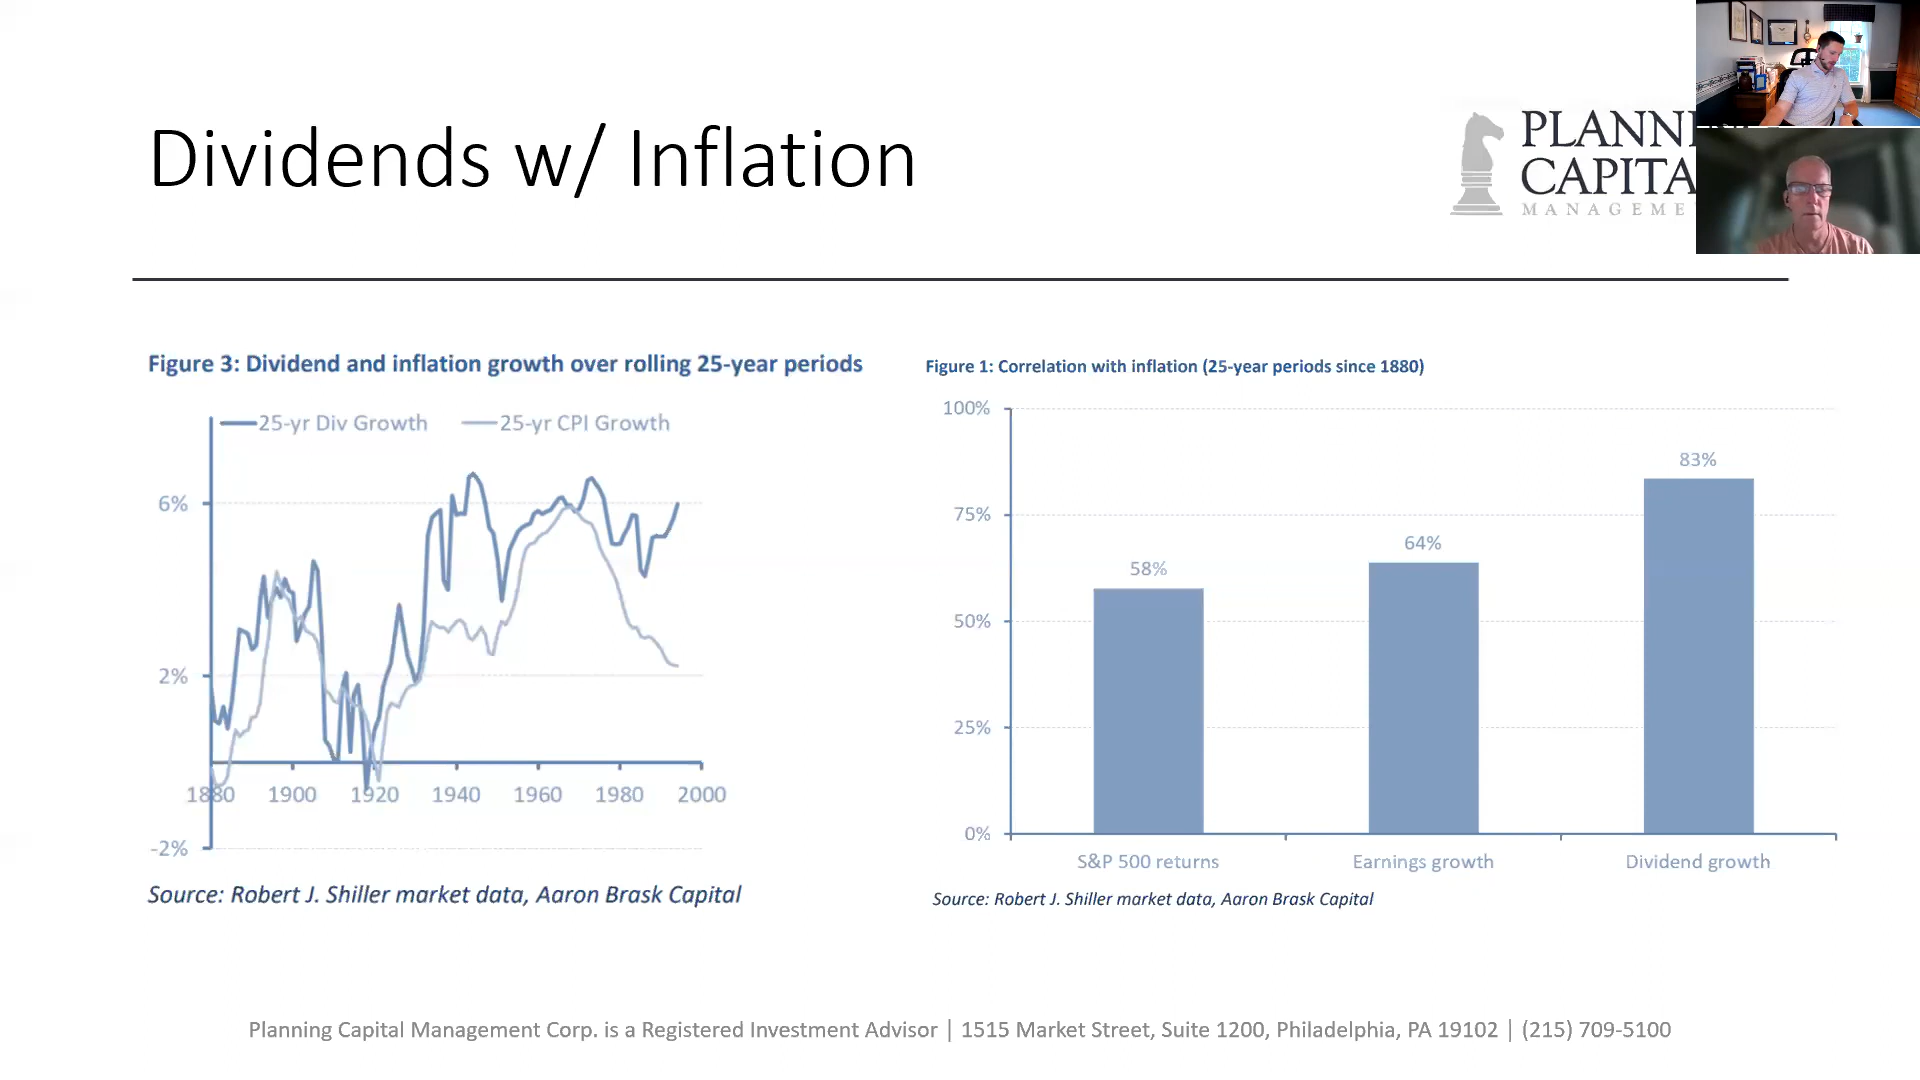 Dividends w/ Inflation
PLANN
CAPITA
MANAGEME
Figure 3: Dividend and inflation growth over rolling 25-year periods
25-yr Div Growth 25-yr CPI Growth
6%
2%
1880 1900 1920 1940 1960 1980 2000
-2%
Source: Robert J. Shiller market data, Aaron Brask Capital
Figure 1: Correlation with inflation (25-year periods since 1880)
100%
83%
75%
64%
58%
50%
25%
0%
S&P 500 returns Earnings growth Dividend growth
Source: Robert J. Shiller market data, Aaron Brask Capital
Planning Capital Management Corp. is a Registered Investment Advisor | 1515 Market Street, Suite 1200, Philadelphia, PA 19102 | (215) 709-5100